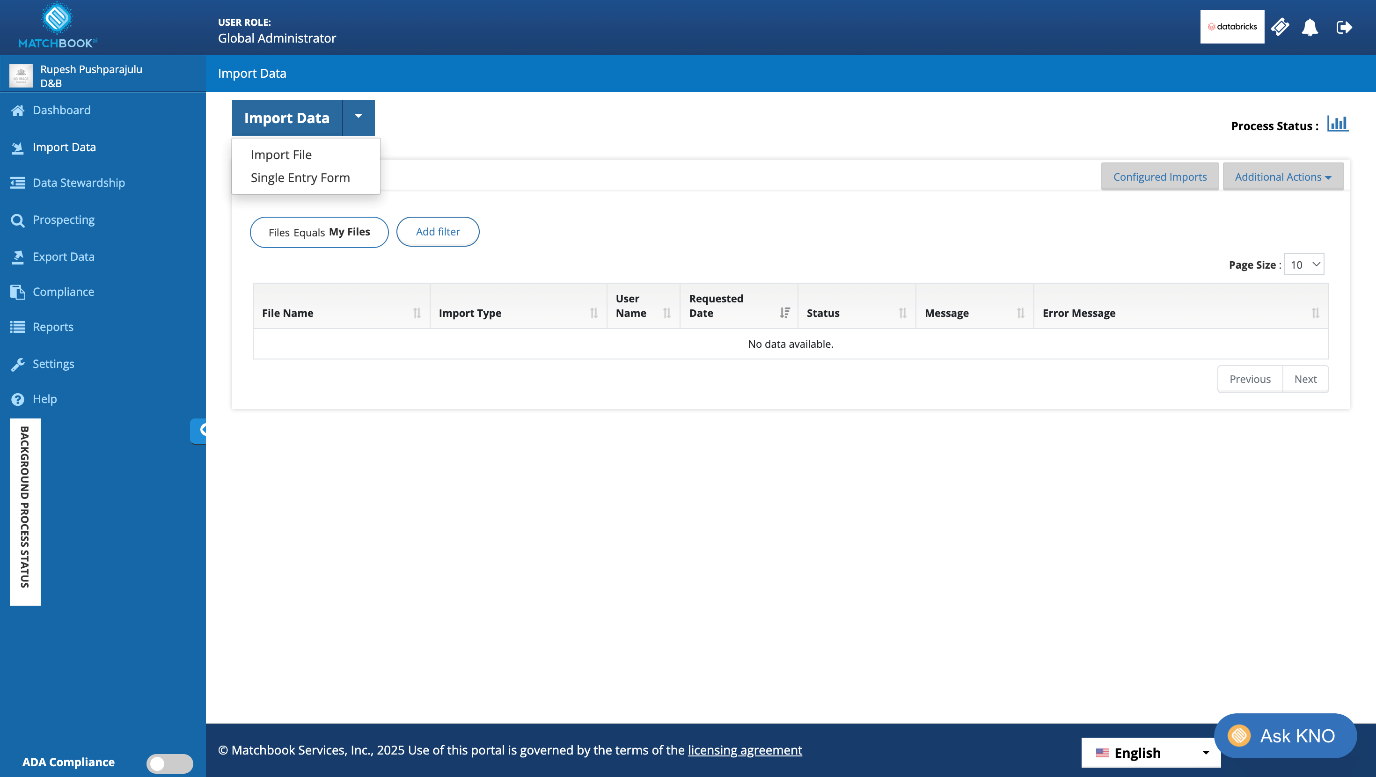 MATCHBOOK
USER ROLE:
Global Administrator
databricks
Rupesh Pushparajulu
D&B
Import Data
Dashboard
Import Data
Data Stewardship
Prospecting
Export Data
Compliance
Reports
Settings
Help
BACKGROUND PROCESS STATUS
ADA Compliance
Import Data
Process Status :
Import File
Single Entry Form
Configured Imports
Additional Actions
Files Equals My Files
Add filter
Page Size : 10
File Name
Import Type
User
Name
Requested
Date
Status
Message
Error Message
No data available.
Previous
Next
© Matchbook Services, Inc., 2025 Use of this portal is governed by the terms of the licensing agreement
English
Ask KNO